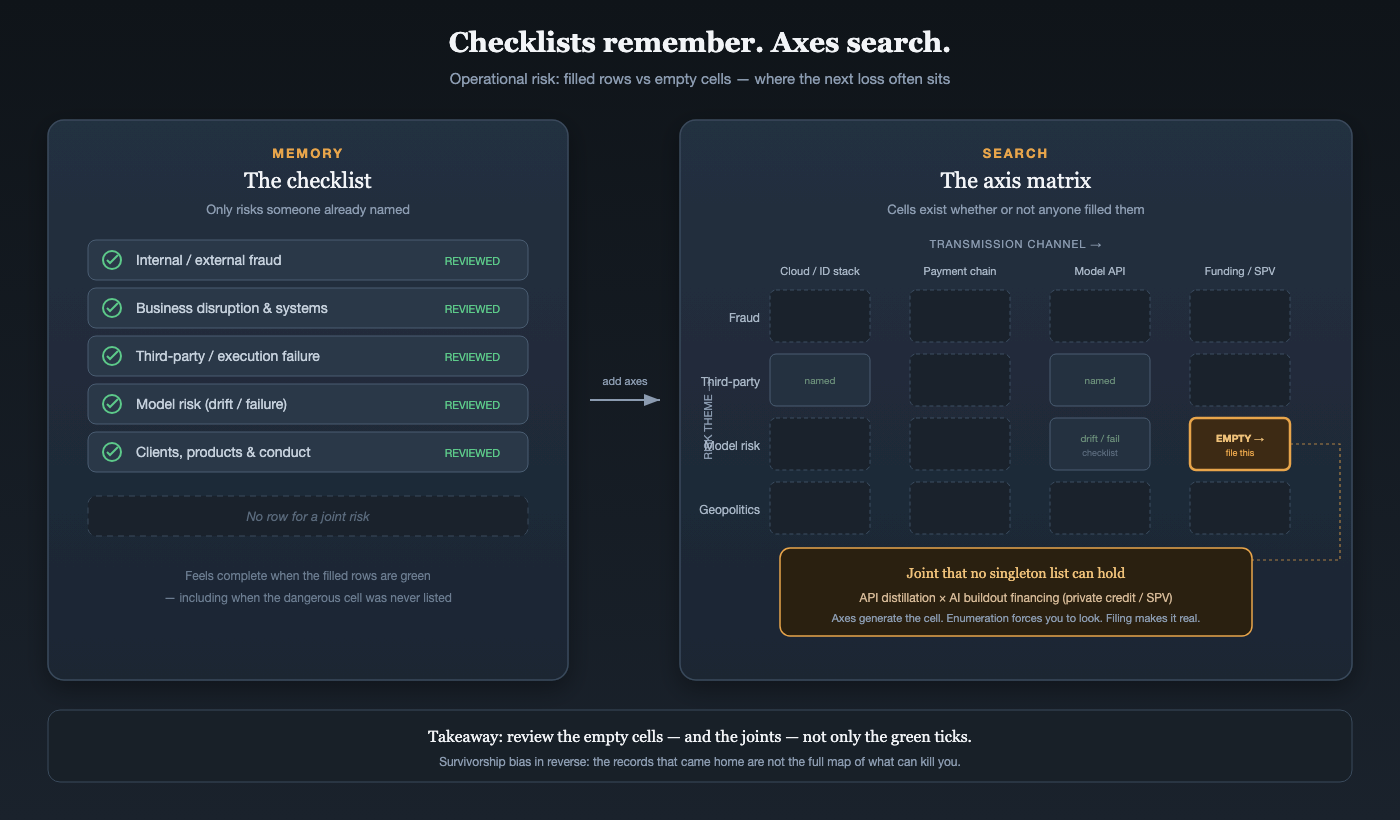 Checklists remember. Axes search.
Operational risk: filled rows vs empty cells — where the next loss often sits
MEMORY
The checklist
Only risks someone already named
Internal / external fraud REVIEWED
Business disruption & systems REVIEWED
Third-party / execution failure REVIEWED
Model risk (drift / failure) REVIEWED
Clients, products & conduct REVIEWED
No row for a joint risk
Feels complete when the filled rows are green
— including when the dangerous cell was never listed
add axes
SEARCH
The axis matrix
Cells exist whether or not anyone filled them
TRANSMISSION CHANNEL →
Cloud / ID stack Payment chain Model API Funding / SPV
RISK THEME →
Fraud
Third-party named named
Model risk drift / fail EMPTY →
checklist file this
Geopolitics
Joint that no singleton list can hold
API distillation × AI buildout financing (private credit / SPV)
Axes generate the cell. Enumeration forces you to look. Filing makes it real.
Takeaway: review the empty cells — and the joints — not only the green ticks.
Survivorship bias in reverse: the records that came home are not the full map of what can kill you.